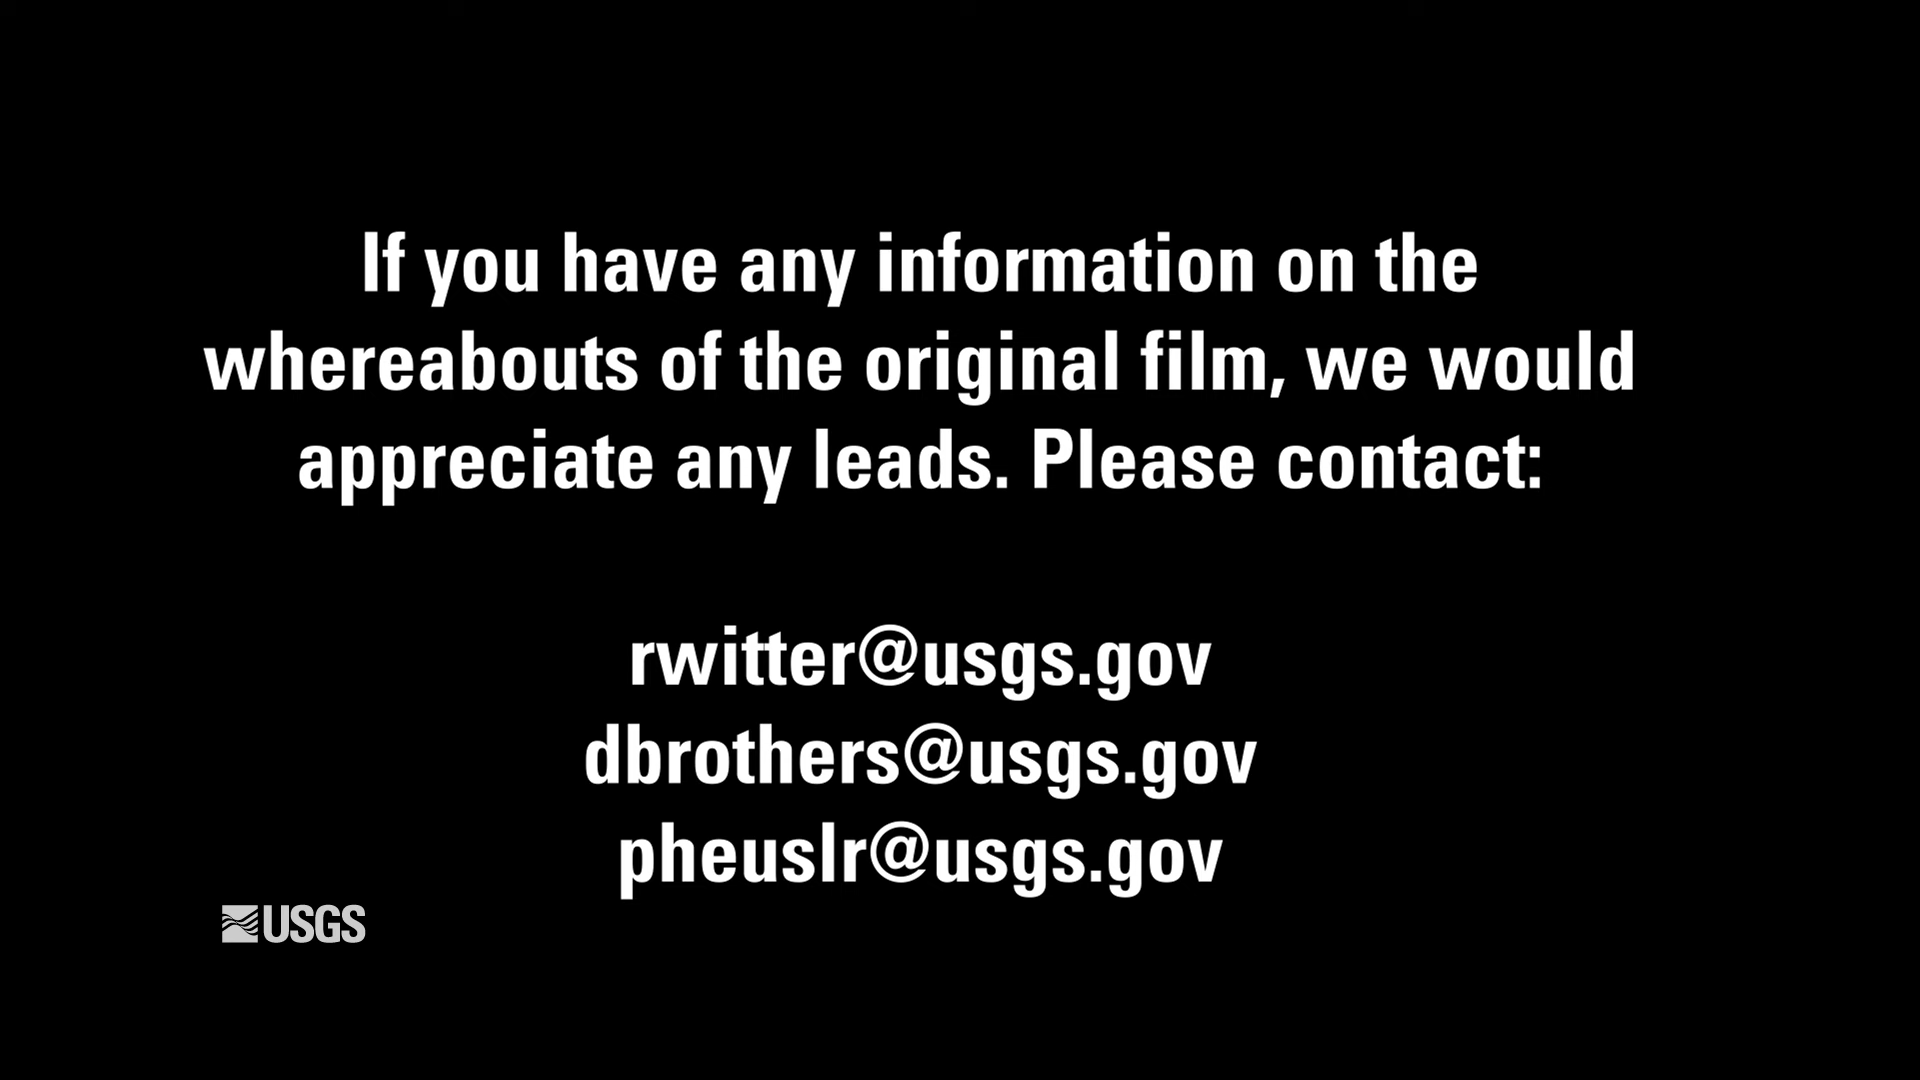 If you have any information on the
whereabouts of the original film, we would
appreciate any leads. Please contact:
rwitter@usgs.gov
dbrothers@usgs.gov
pheuslr@usgs.gov
USGS